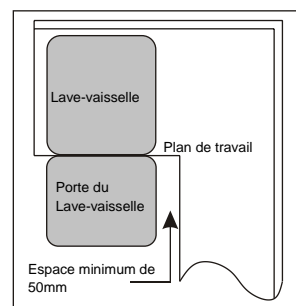 Lave-vaisselle
Plan de travail
Porte du
Lave-vaisselle
Espace minimum de
50mm